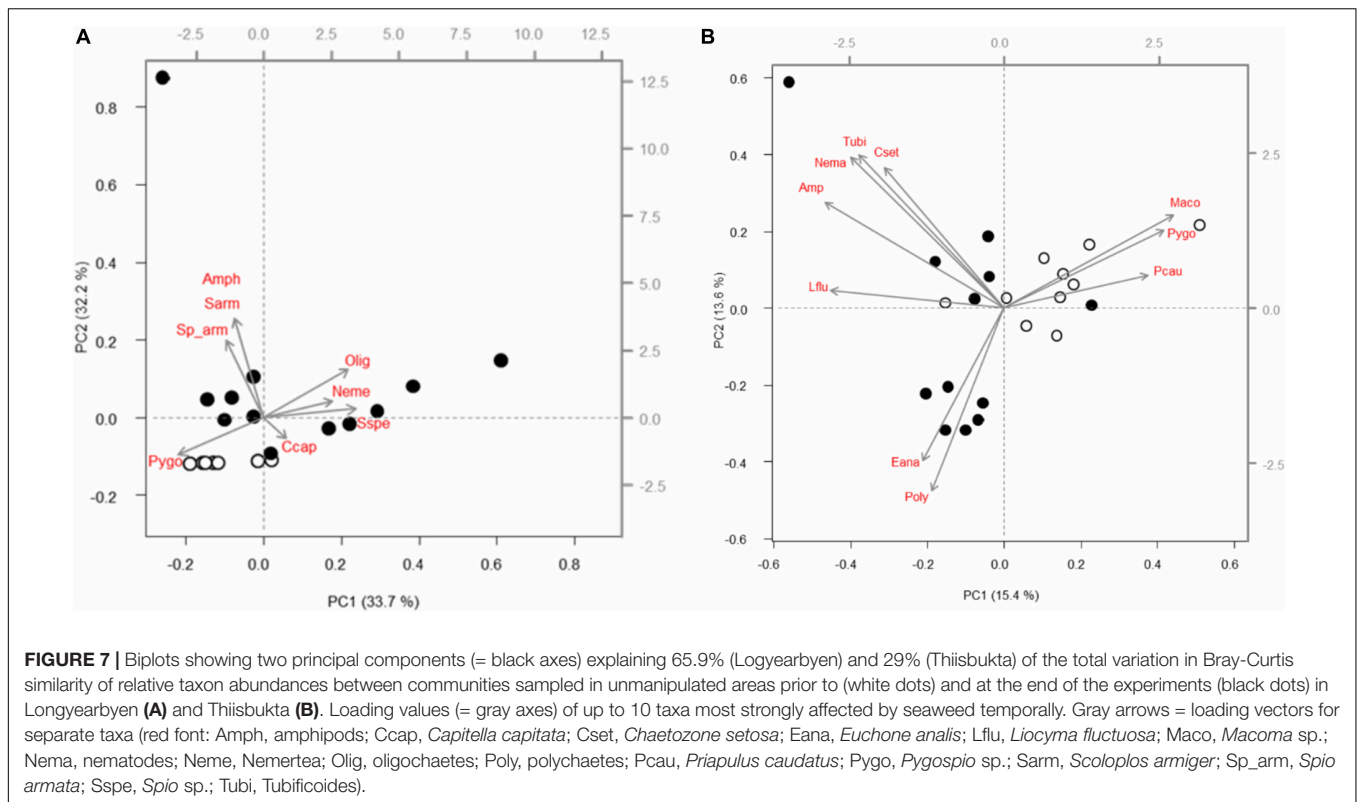 A
-2.5 0.0 2.5 5.0 7.5 10.0 12.5
0.8
0.6
0.4
0.2
0.0
-0.2
PC2 (32.2 %)
12.5
10.0
7.5
5.0
2.5
0.0
-2.5
Amph
Sarm
Sp_arm
Olig
Neme
Sspe
Ccap
Pygo
-0.2 0.0 0.2 0.4 0.6 0.8
PC1 (33.7 %)
B
-2.5 0.0 2.5
0.6
0.4
0.2
0.0
-0.2
-0.4
-0.6
PC2 (13.6 %)
2.5
0.0
-2.5
Tubi
Cset
Nema
Amp
Maco
Pygo
Pcau
Lflu
Eana
Poly
-0.6 -0.4 -0.2 0.0 0.2 0.4 0.6
PC1 (15.4 %)
FIGURE 7 | Biplots showing two principal components (= black axes) explaining 65.9% (Logyearbyen) and 29% (Thiisbukta) of the total variation in Bray-Curtis
similarity of relative taxon abundances between communities sampled in unmanipulated areas prior to (white dots) and at the end of the experiments (black dots) in
Longyearbyen (A) and Thiisbukta (B). Loading values (= gray axes) of up to 10 taxa most strongly affected by seaweed temporally. Gray arrows = loading vectors for
separate taxa (red font: Amph, amphipods; Ccap, Capitella capitata; Cset, Chaetozone setosa; Eana, Euchone analis; Lflu, Liocyma fluctuosa; Maco, Macoma sp.;
Nema, nematodes; Neme, Nemertea; Olig, oligochaetes; Poly, polychaetes; Pcau, Priapulus caudatus; Pygo, Pygospio sp.; Sarm, Scoloplos armiger; Sp_arm, Spio
armata; Sspe, Spio sp.; Tubi, Tubificoides).